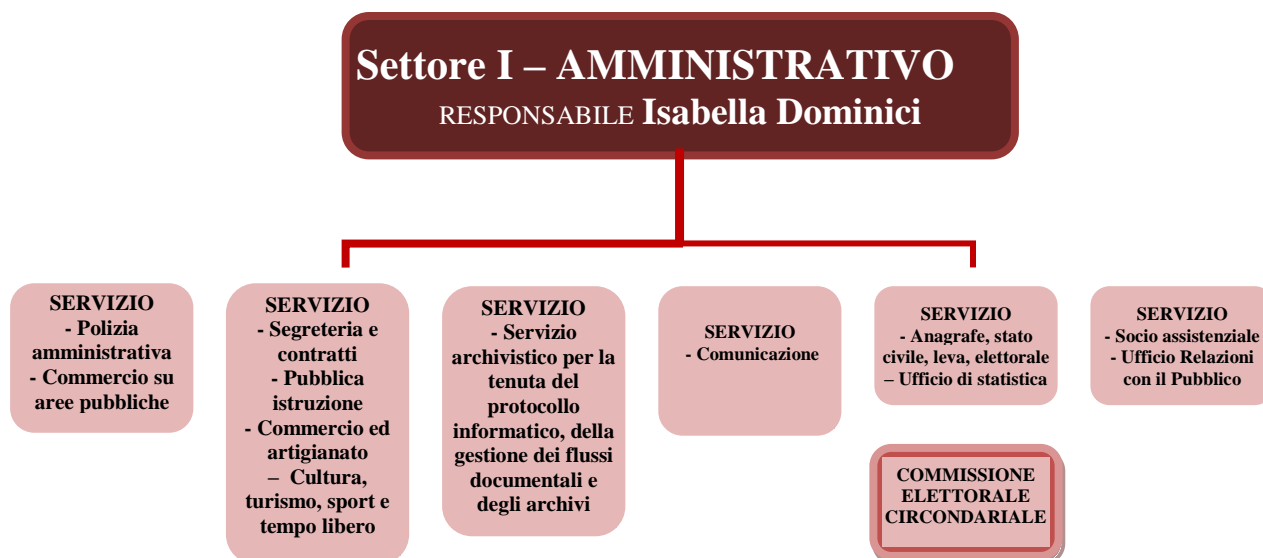 Settore I – AMMINISTRATIVO
RESPONSABILE Isabella Dominici
SERVIZIO
- Polizia
amministrativa
- Commercio su
aree pubbliche
SERVIZIO
- Segreteria e
contratti
- Pubblica
istruzione
- Commercio ed
artigianato
– Cultura,
turismo, sport e
tempo libero
SERVIZIO
- Servizio
archivistico per la
tenuta del
protocollo
informatico, della
gestione dei flussi
documentali e
degli archivi
SERVIZIO
- Comunicazione
SERVIZIO
- Anagrafe, stato
civile, leva, elettorale
– Ufficio di statistica
COMMISSIONE
ELETTORALE
CIRCONDARIALE
SERVIZIO
- Socio assistenziale
- Ufficio Relazioni
con il Pubblico